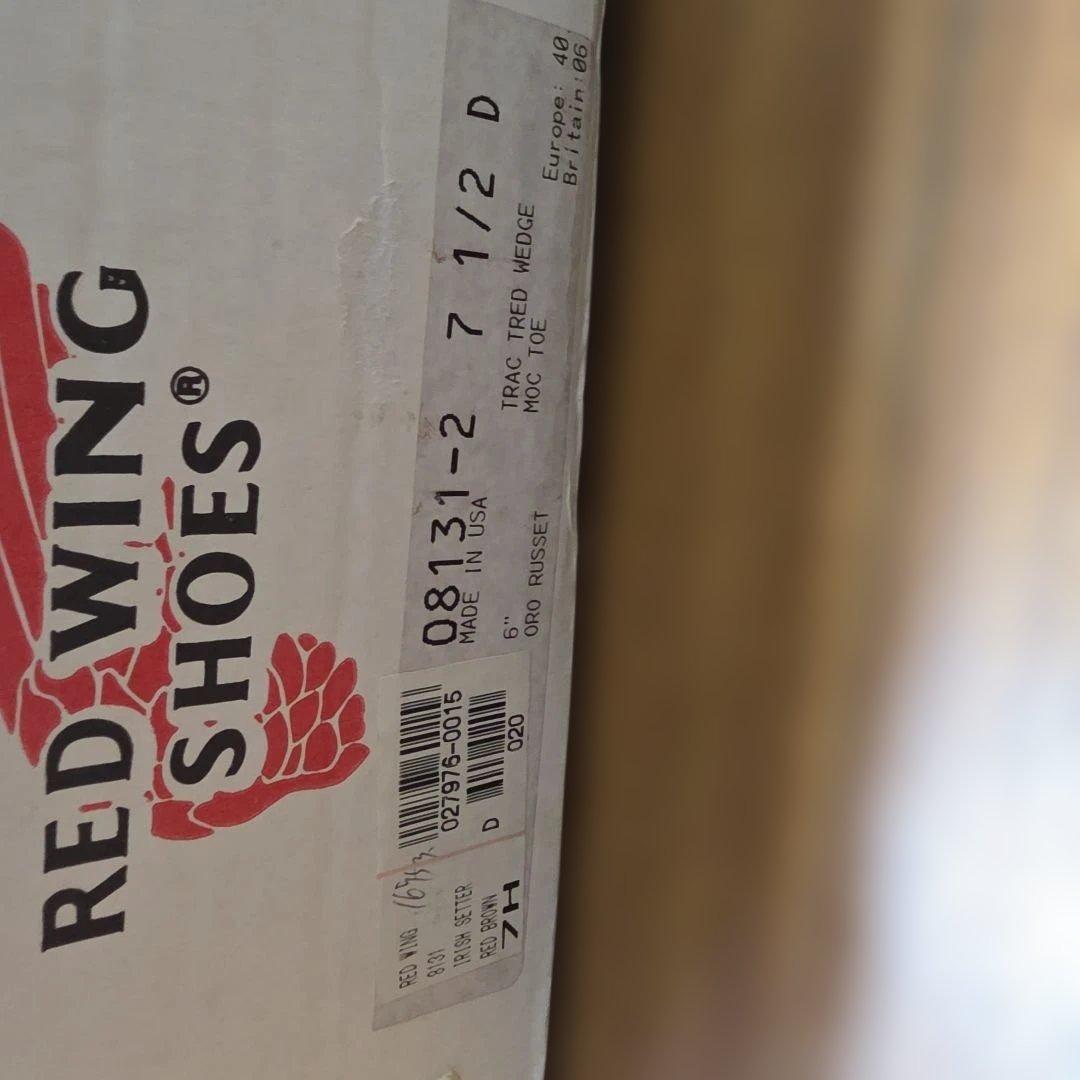 RED WING
SHOES®
08131-2 7 1/2 D
MADE IN USA
6" TRAC TRED WEDGE
ORO RUSSET MOC TOE
Europe: 40
Britain:06
RED WING
8131 027976-0015
IRISH SETTER
RED BROWN D
7H 020